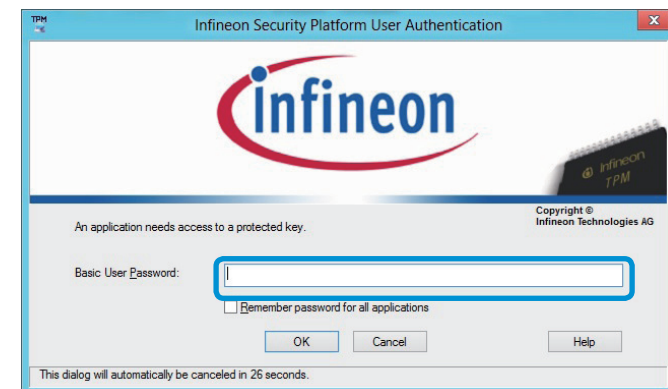 TPM
Infineon Security Platform User Authentication
x
infineon
Infineon
TPM
Copyright ©
Infineon Technologies AG
An application needs access to a protected key.
Basic User Password:
Remember password for all applications
OK Cancel Help
This dialog will automatically be canceled in 26 seconds.